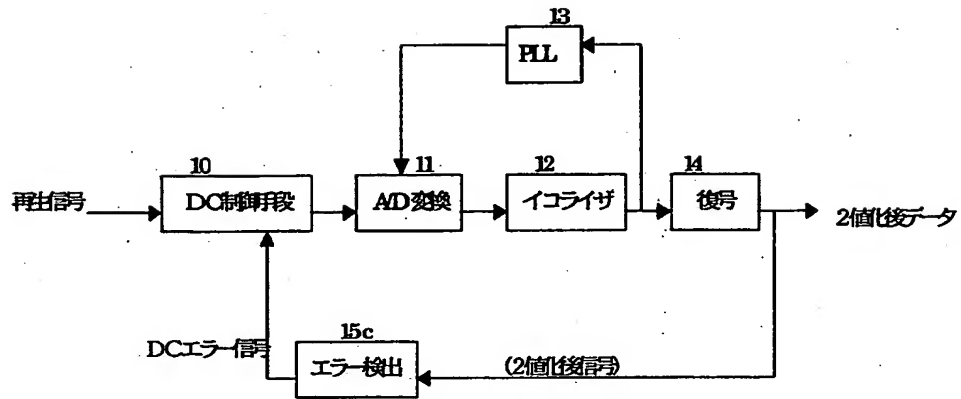 13
PLL
10
11
12
14
再生信号
DC制御手段
A/D変換
イコライザ
復号
2値化後データ
15c
DCエラー信号
エラー検出
(2値化後信号)